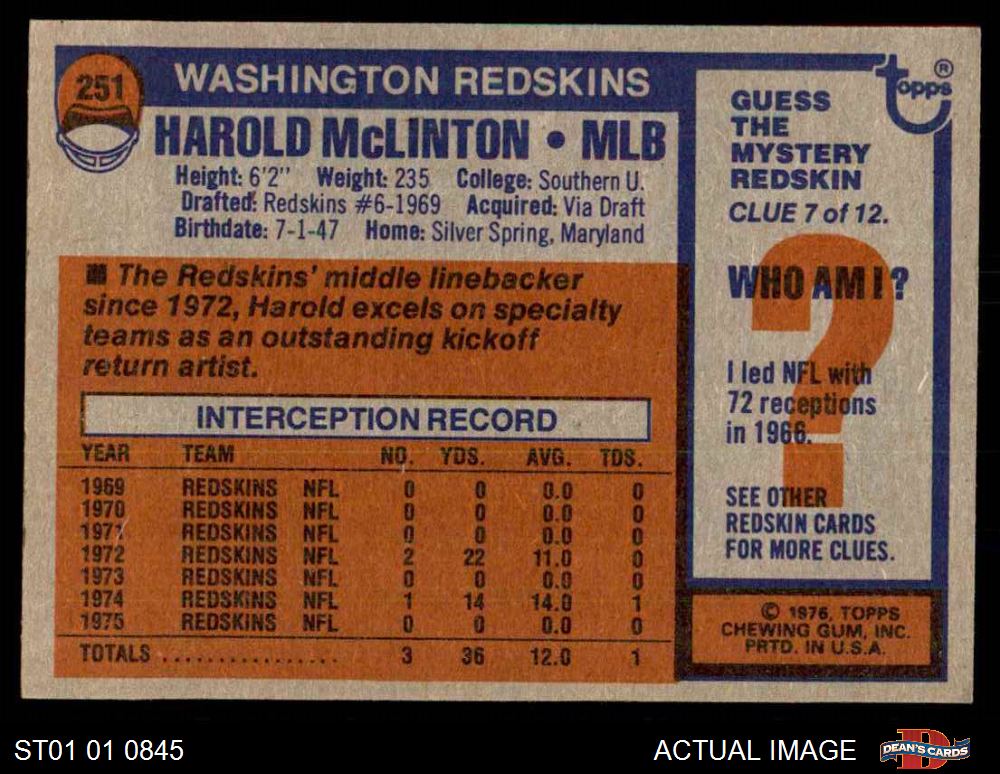 251
WASHINGTON REDSKINS
HAROLD McLINTON • MLB
Height: 6'2" Weight: 235 College: Southern U.
Drafted: Redskins #6-1969 Acquired: Via Draft
Birthdate: 7-1-47 Home: Silver Spring, Maryland
■ The Redskins' middle linebacker
since 1972, Harold excels on specialty
teams as an outstanding kickoff
return artist.
INTERCEPTION RECORD
YEAR TEAM NO. YDS. AVG. TDS.
1969 REDSKINS NFL 0 0 0.0 0
1970 REDSKINS NFL 0 0 0.0 0
1971 REDSKINS NFL 0 0 0.0 0
1972 REDSKINS NFL 2 22 11.0 0
1973 REDSKINS NFL 0 0 0.0 0
1974 REDSKINS NFL 1 14 14.0 1
1975 REDSKINS NFL 0 0 0.0 0
TOTALS ................. 3 36 12.0 1
topps ®
GUESS
THE
MYSTERY
REDSKIN
CLUE 7 of 12.
WHO AM I ?
I led NFL with
72 receptions
in 1966.
SEE OTHER
REDSKIN CARDS
FOR MORE CLUES.
© 1976, TOPPS
CHEWING GUM, INC.
PRTD. IN U.S.A.
ST01 01 0845
ACTUAL IMAGE
DEAN'S CARDS